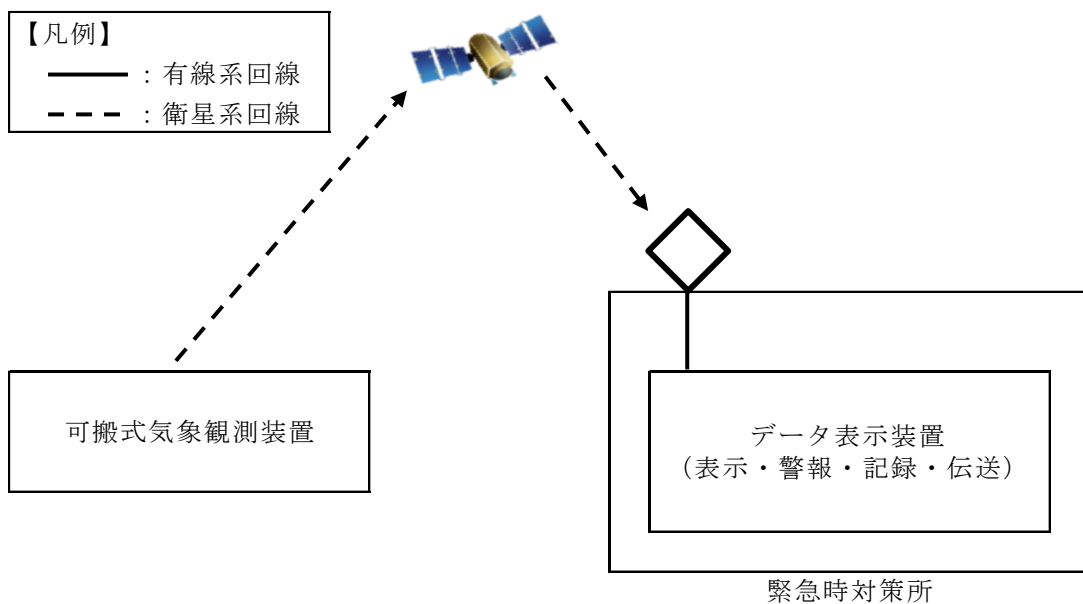 【凡例】
：有線系回線
：衛星系回線
可搬式気象観測装置
データ表示装置
（表示・警報・記録・伝送）
緊急時対策所